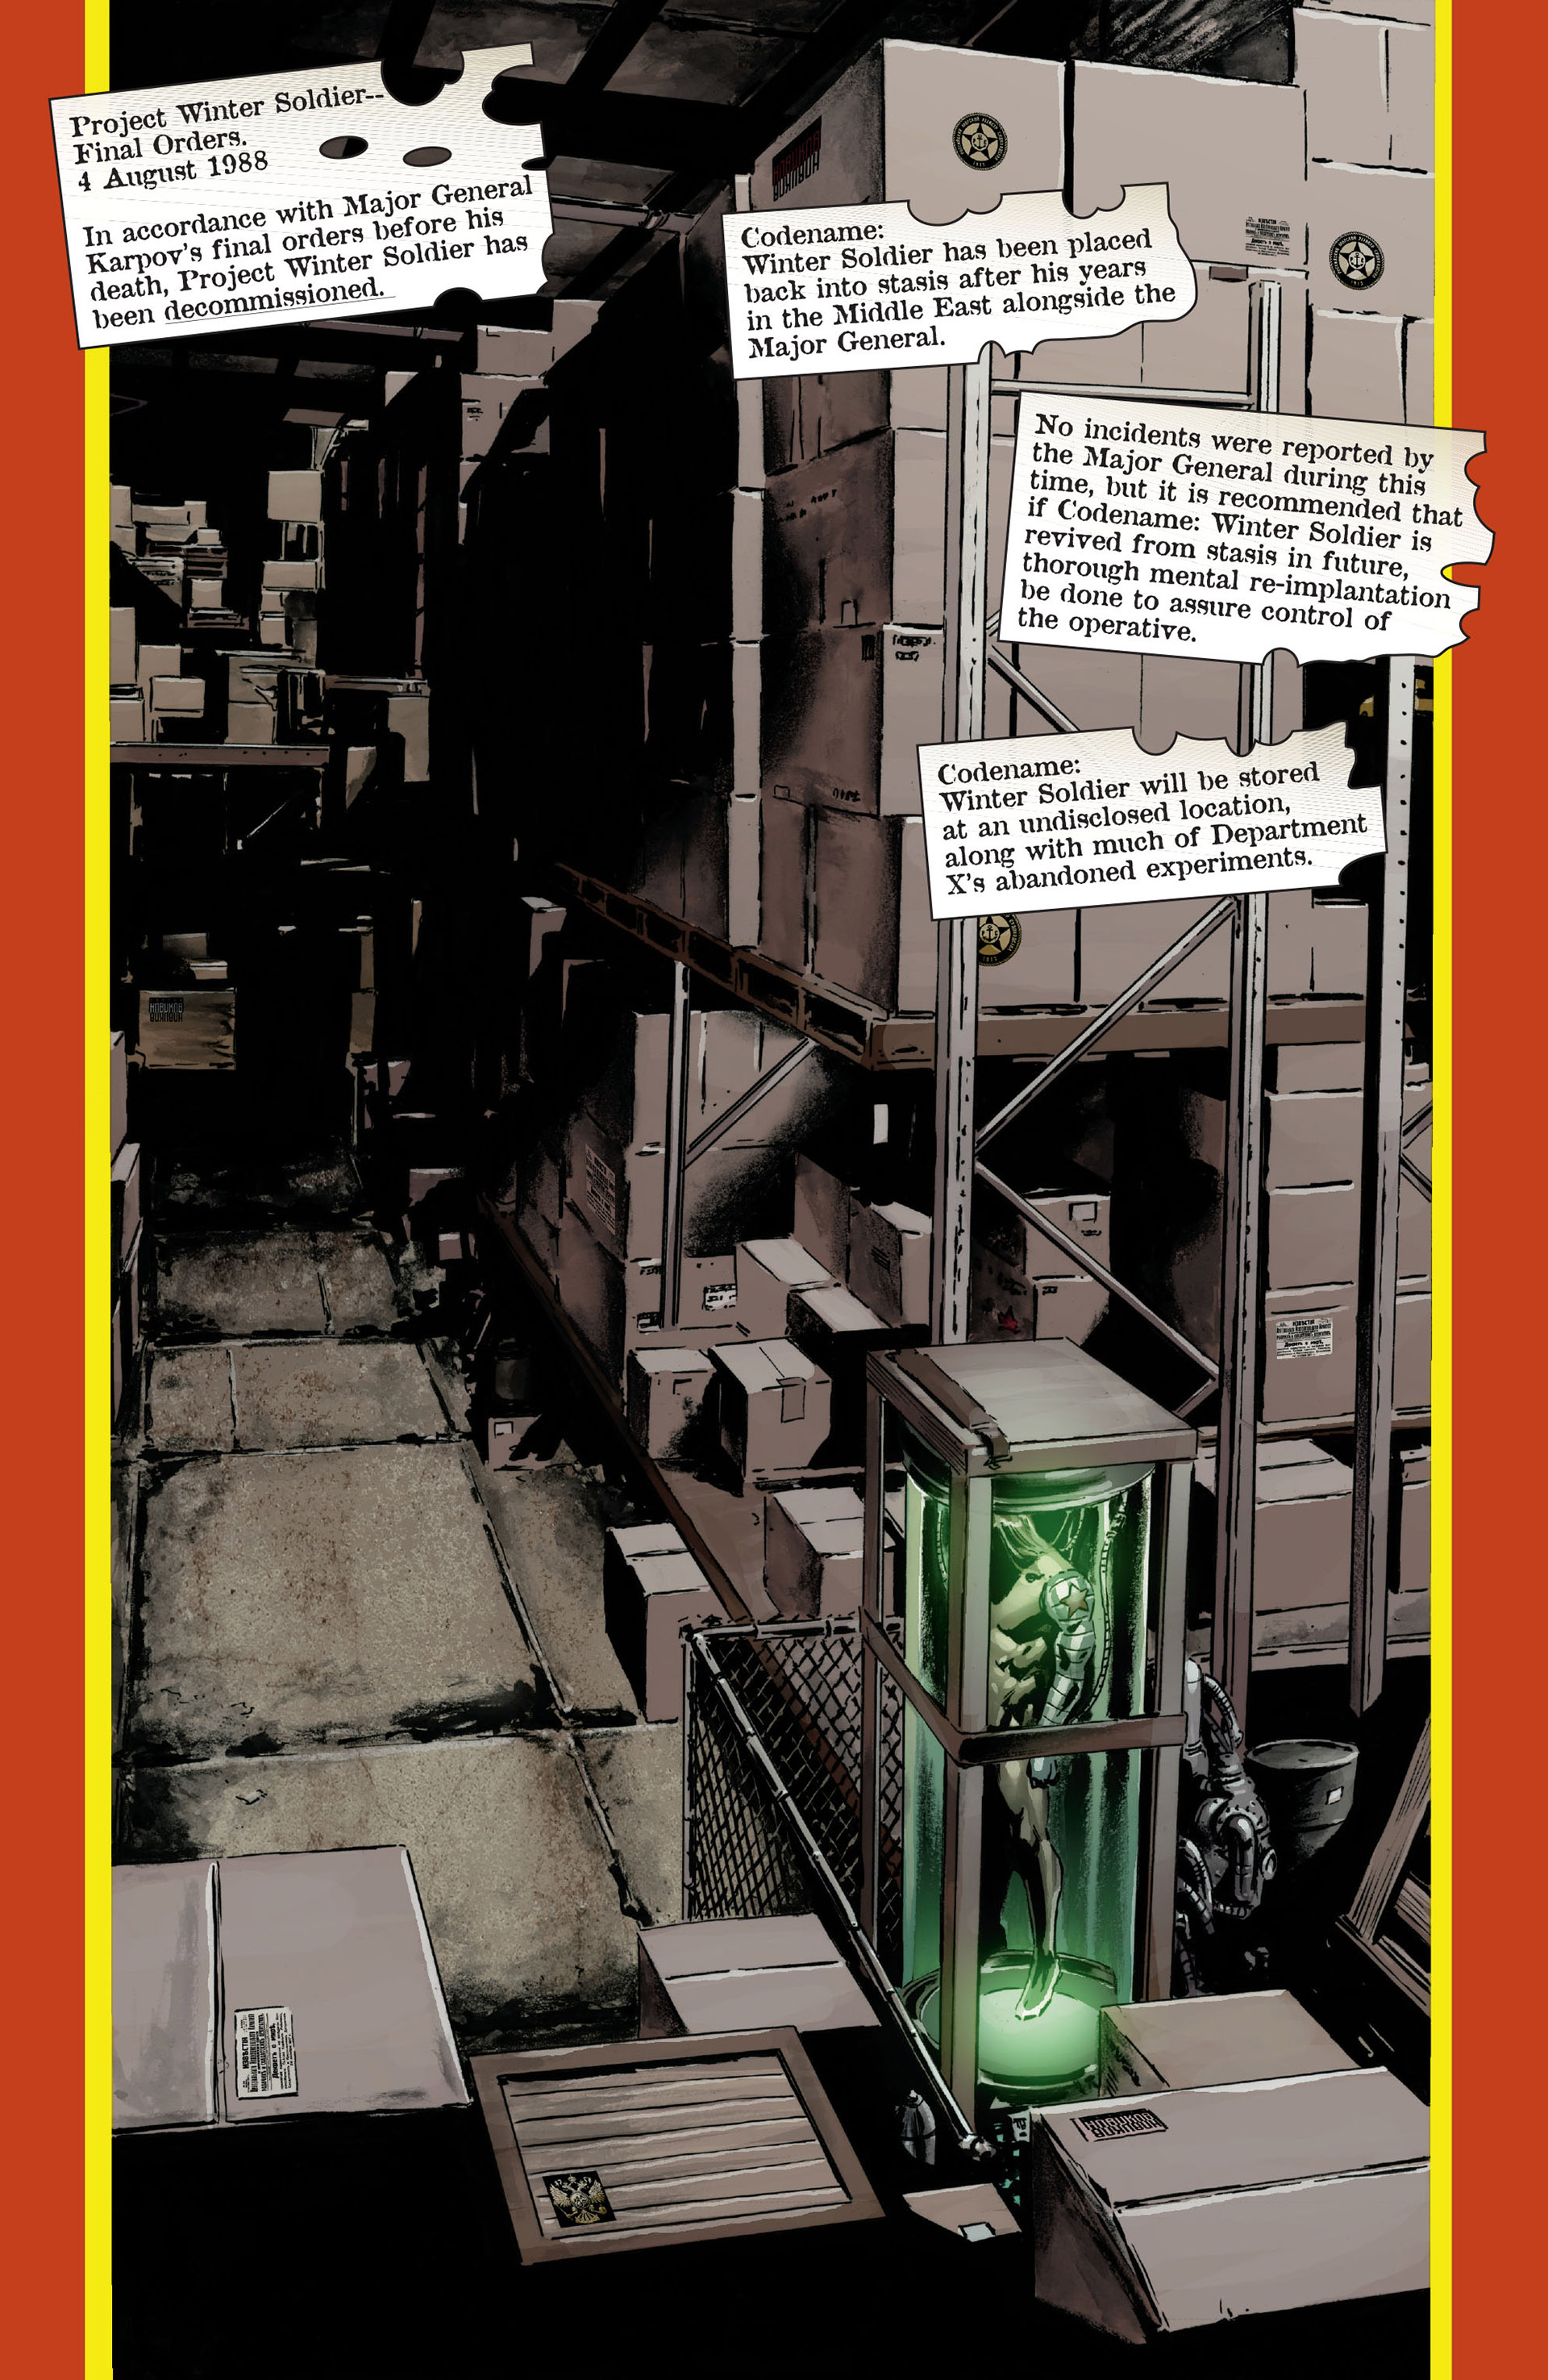 Project Winter Soldier--
Final Orders.
4 August 1988
In accordance with Major General
Karpov's final orders before his
death, Project Winter Soldier has
been decommissioned.
Codename:
Winter Soldier has been placed
back into stasis after his years
in the Middle East alongside the
Major General.
No incidents were reported by
the Major General during this
time, but it is recommended that
if Codename: Winter Soldier is
revived from stasis in future,
thorough mental re-implantation
be done to assure control of
the operative.
Codename:
Winter Soldier will be stored
at an undisclosed location,
along with much of Department
X's abandoned experiments.